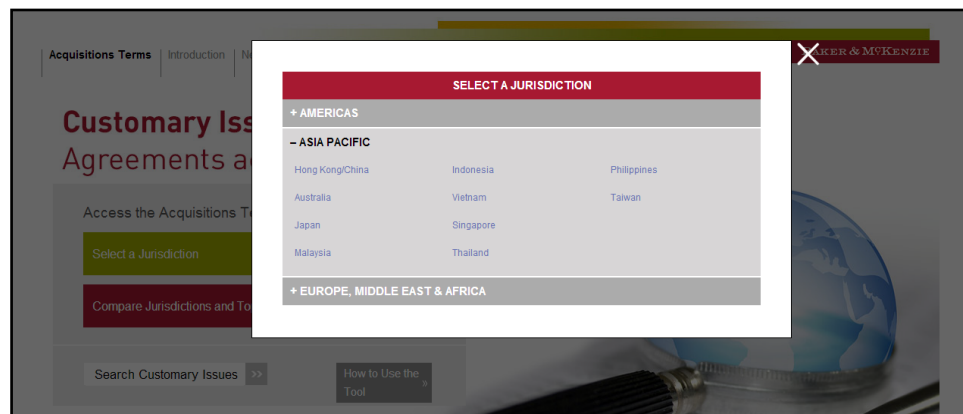 Acquisitions Terms Introduction
BAKER & MCKENZIE
SELECT A JURISDICTION
+ AMERICAS
– ASIA PACIFIC
Hong Kong/China Indonesia Philippines
Australia Vietnam Taiwan
Japan Singapore
Malaysia Thailand
+ EUROPE, MIDDLE EAST & AFRICA
Customary Iss
Agreements a
Access the Acquisitions T
Select a Jurisdiction
Compare Jurisdictions and To
Search Customary Issues >>
How to Use the »
Tool